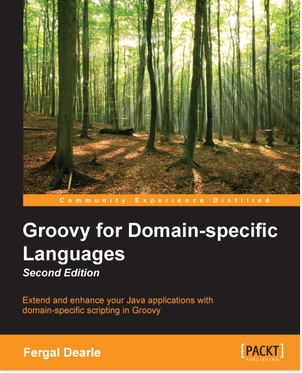 Community Experience Distilled
Groovy for Domain-specific
Languages
Second Edition
Extend and enhance your Java applications with
domain-specific scripting in Groovy
Fergal Dearle
[PACKT]
PUBLISHING